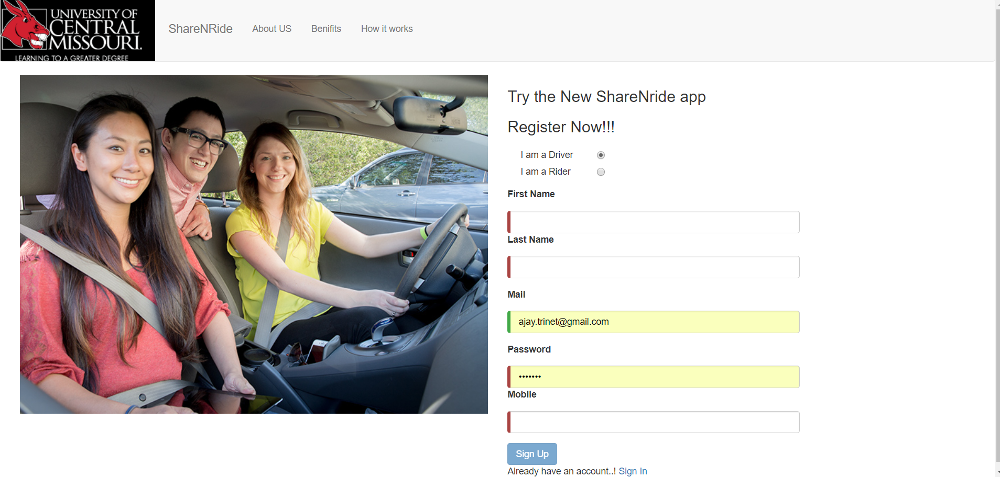 UNIVERSITY OF
CENTRAL
MISSOURI.
LEARNING TO A GREATER DEGREE
ShareNRide
About US
Benifits
How it works
Try the New ShareNride app
Register Now!!!
I am a Driver
I am a Rider
First Name
Last Name
Mail
ajay.trinet@gmail.com
Password
•••••••
Mobile
Sign Up
Already have an account..! Sign In